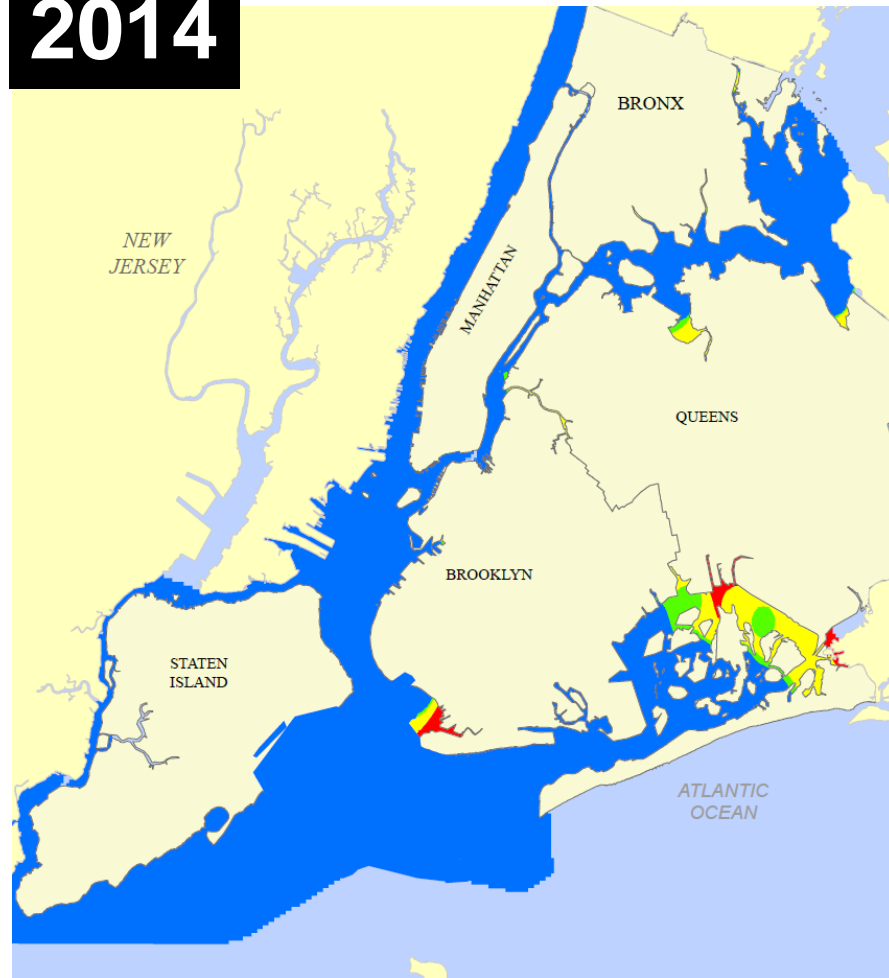 2014
BRONX
NEW
JERSEY
MANHATTAN
QUEENS
BROOKLYN
STATEN
ISLAND
ATLANTIC
OCEAN